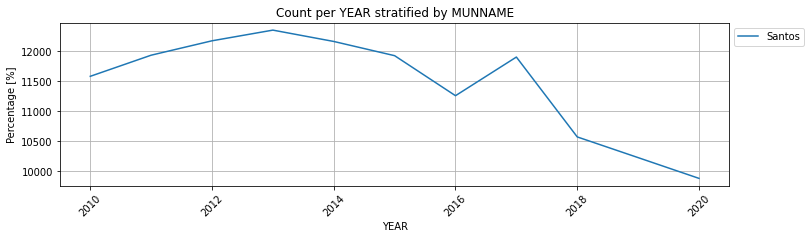 Count per YEAR stratified by MUNNAME
Santos
Percentage [%]
12000
11500
11000
10500
10000
2010
2012
2014
2016
2018
2020
YEAR